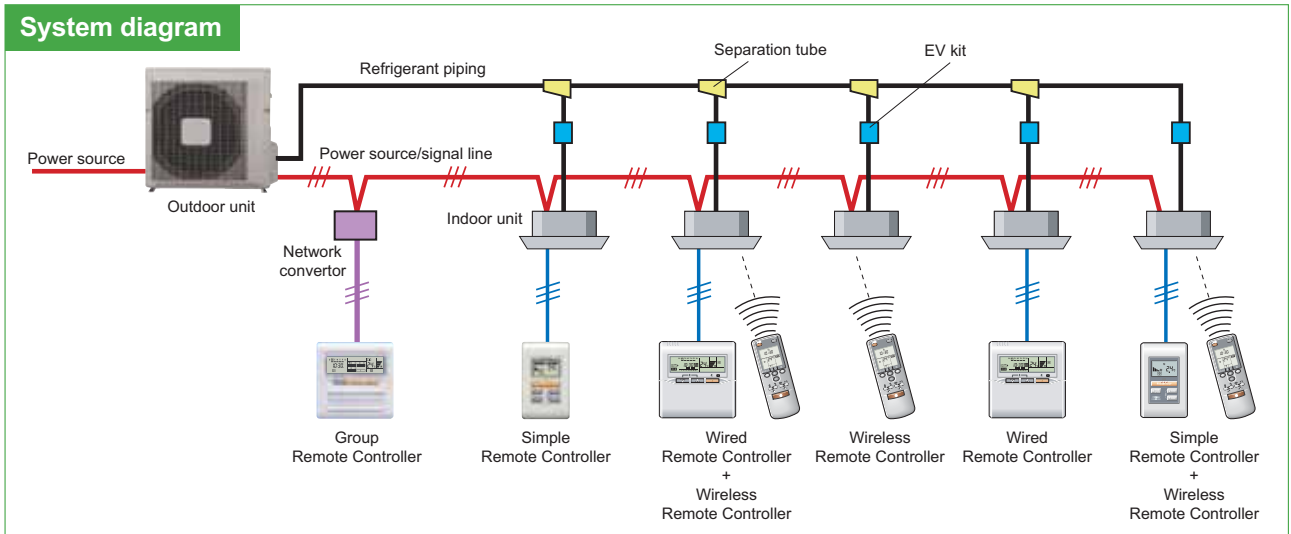 System diagram
Separation tube
EV kit
Refrigerant piping
Power source
Power source/signal line
Outdoor unit
Indoor unit
Network
convertor
Group
Remote Controller
Simple
Remote Controller
Wired
Remote Controller
+
Wireless
Remote Controller
Wireless
Remote Controller
Wired
Remote Controller
Simple
Remote Controller
+
Wireless
Remote Controller